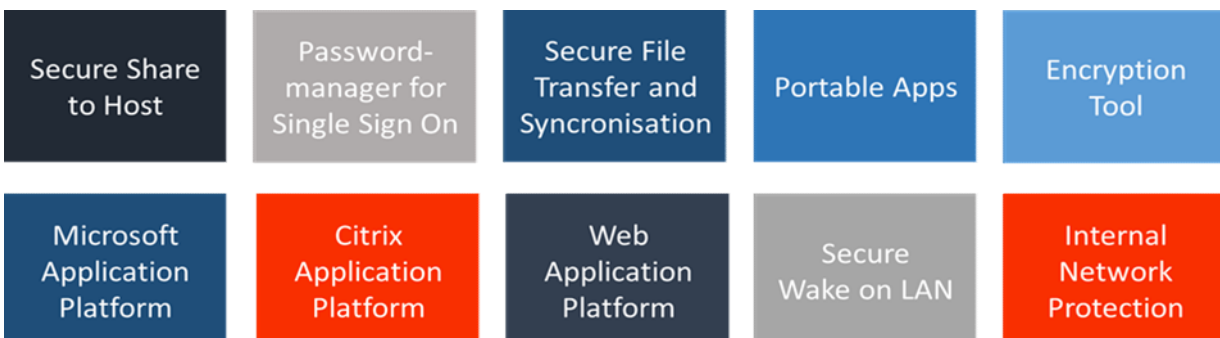 Secure Share
to Host
Password-
manager for
Single Sign On
Secure File
Transfer and
Syncronisation
Portable Apps
Encryption
Tool
Microsoft
Application
Platform
Citrix
Application
Platform
Web
Application
Platform
Secure
Wake on LAN
Internal
Network
Protection